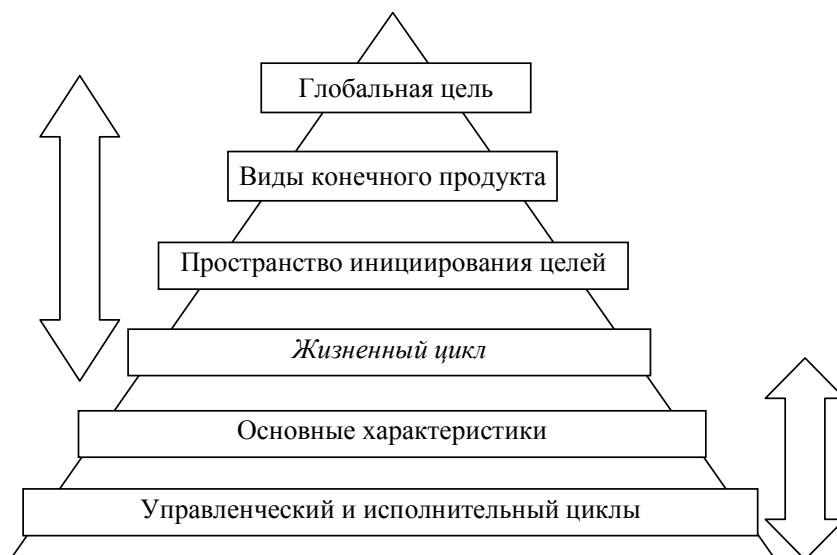 Глобальная цель
Виды конечного продукта
Пространство инициирования целей
Жизненный цикл
Основные характеристики
Управленческий и исполнительный циклы